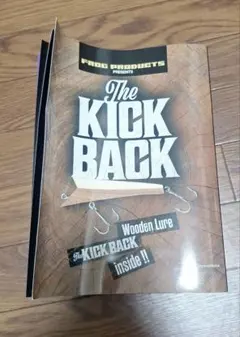 FROG PRODUCTS
PRESENTS
The
KICK
BACK
Wooden Lure
The KICK BACK
inside !!